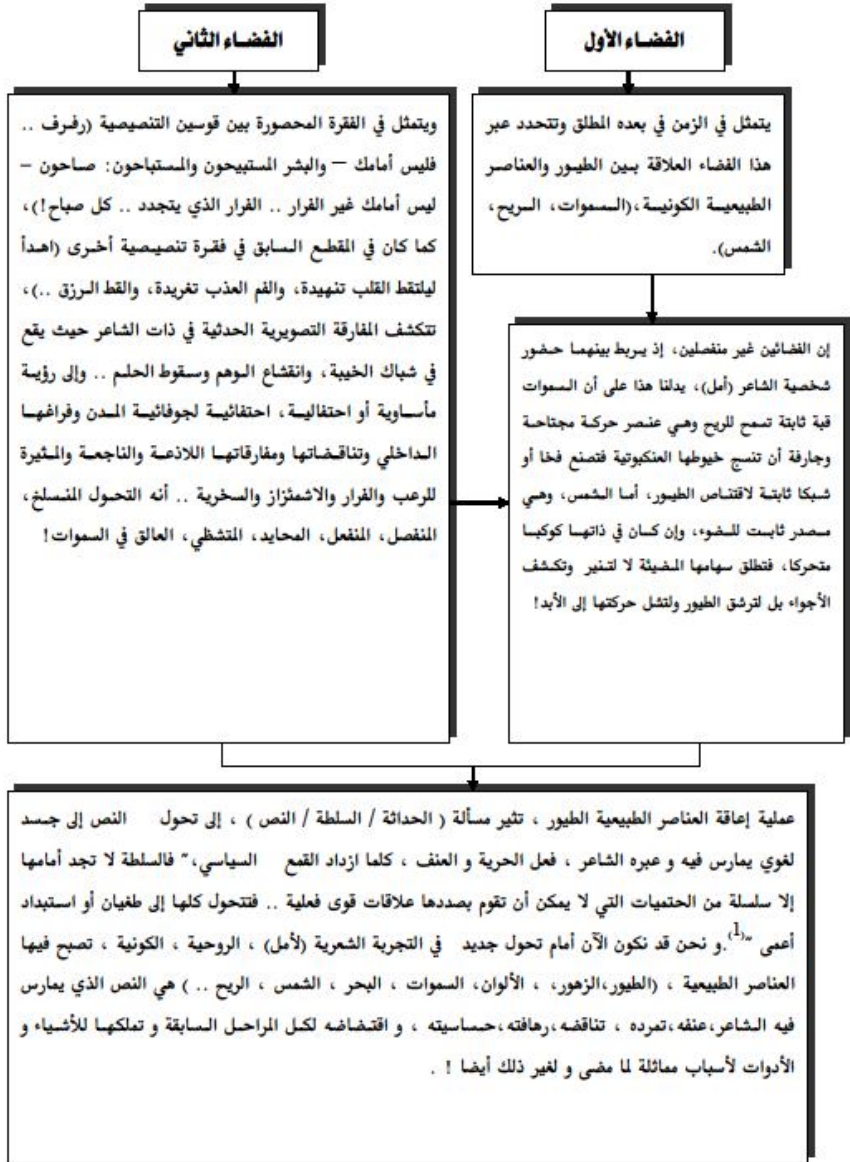 الفضاء الأول
يتمثل في الزمن في بعده المطلق وتتحدد عبر
هذا الفضاء العلاقة بين الطيور والعناصر
الطبيعية الكونية،(السموات، الريح،
الشمس).
الفضاء الثاني
ويتمثل في الفقرة المحصورة بين قوسين التنصيصية (رفرف ..
فليس أمامك – والبشر المستبيحون والمستباحون: صاحون –
ليس أمامك غير الفرار .. الفرار الذي يتجدد .. كل صباح!)،
كما كان في المقطع السابق في فقرة تنصيصية أخرى (اهدأ
ليلتقط القلب تنهيدة، والفم العذب تغريدة، والقط الرزق ..)،
تتكشف المفارقة التصويرية الحدثية في ذات الشاعر حيث يقع
في شباك الخيبة، وانقشاع الوهم وسقوط الحلم .. وإلى رؤية
مأساوية أو احتفالية، احتفائية لجوفائية المدن وفراغها
الداخلي وتناقضاتها ومفارقاتها اللاذعة والناجعة والمثيرة
للرعب والفرار والاشمئزاز والسخرية .. أنه التحول المنسلغ،
المنفصل، المنفعل، المحايد، المتشظي، العالق في السموات!
إن الفضائين غير منفصلين، إذ يربط بينهما حضور
شخصية الشاعر (أمل)، يدلنا هذا على أن السموات
قبة ثابتة تسمح للريح وهي عنصر حركة مجتاحة
وجارفة أن تنسج خيوطها العنكبوتية فتصنع فخا أو
شبكا ثابتة لاقتناص الطيور، أما الشمس، وهي
مصدر ثابت للضوء، وإن كان في ذاتها كوكبا
متحركا، فتطلق سهامها المضيئة لا لتنير وتكشف
الأجواء بل لترشق الطيور ولتشل حركتها إلى الأبد!
عملية إعاقة العناصر الطبيعية الطيور ، تثير مسألة ( الحداثة / السلطة / النص ) ، إلى تحول النص إلى جسد
لغوي يمارس فيه و عبره الشاعر ، فعل الحرية و العنف ، كلما ازداد القمع السياسي،" فالسلطة لا تجد أمامها
إلا سلسلة من الحتميات التي لا يمكن أن تقوم بصددها علاقات قوى فعلية .. فتتحول كلها إلى طغيان أو استبداد
أعمى "(1).و نحن قد نكون الآن أمام تحول جديد في التجربة الشعرية (لأمل) ، الروحية ، الكونية ، تصبح فيها
العناصر الطبيعية ، (الطيور،الزهور، ، الألوان، السموات ، البحر ، الشمس ، الريح .. ) هي النص الذي يمارس
فيه الشاعر،عنفه،تمرده ، تناقضه،رهافته،حساسيته ، و اقتضاضه لكل المراحل السابقة و تملكها للأشياء و
الأدوات لأسباب مماثلة لما مضى و لغير ذلك أيضا ! .